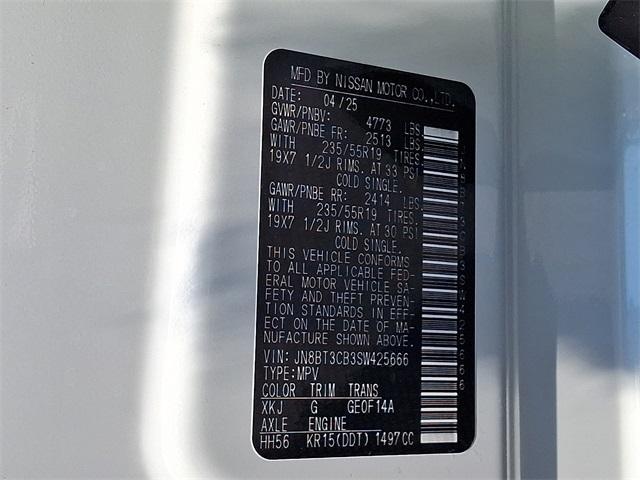 MFD BY NISSAN MOTOR CO.,LTD.
DATE: 04/25
GVWR/PNBV: 4773 LBS.
GAWR/PNBE FR: 2513 LBS.
WITH 235/55R19 TIRES.
19X7 1/2J RIMS. AT 33 PSI
COLD SINGLE.
GAWR/PNBE RR: 2414 LBS.
WITH 235/55R19 TIRES.
19X7 1/2J RIMS. AT 30 PSI
COLD SINGLE.
THIS VEHICLE CONFORMS
TO ALL APPLICABLE FED-
ERAL MOTOR VEHICLE SA-
FETY AND THEFT PREVEN-
TION STANDARDS IN EFF-
ECT ON THE DATE OF MA-
NUFACTURE SHOWN ABOVE.
VIN: JN8BT3CB3SW425666
TYPE:MPV
COLOR TRIM TRANS
XKJ G GE0F14A
AXLE ENGINE
HH56 KR15(DDT) 1497CC